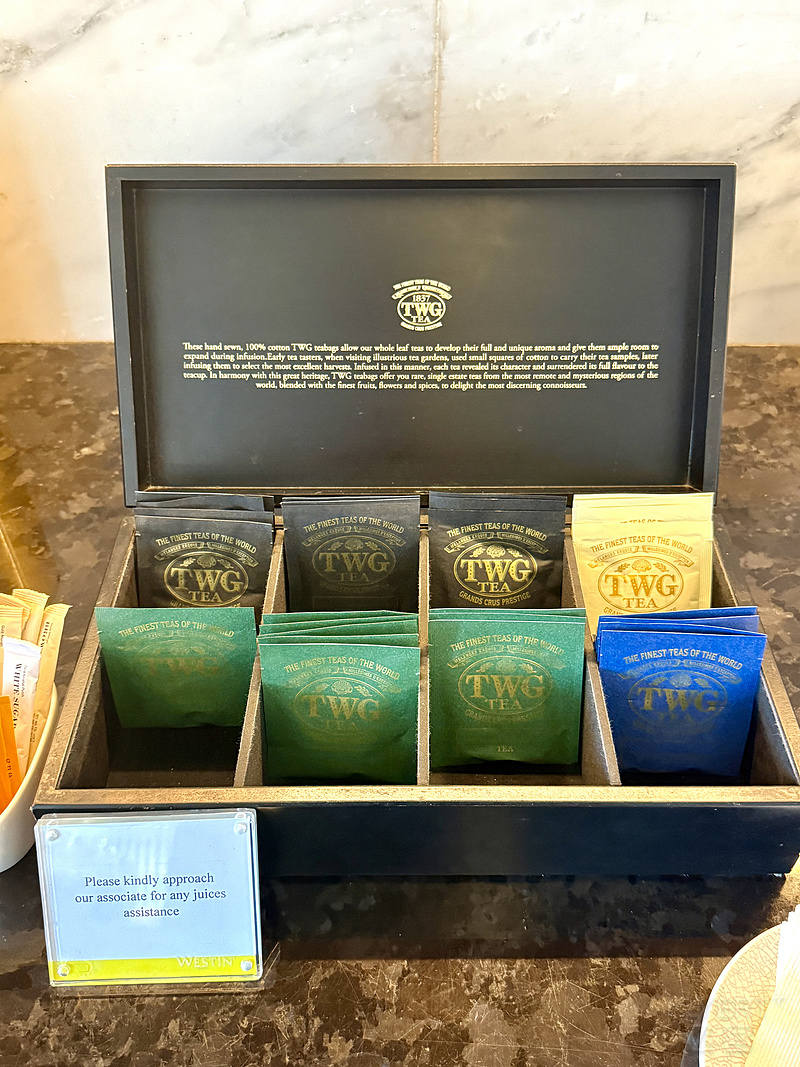 THE FINEST TEAS OF THE WORLD
1837
TWG
TEA
GRANDS CRUS PRESTIGE
These hand sewn, 100% cotton TWG teabags allow our whole leaf teas to develop their full and unique aroma and give them ample room to
expand during infusion.Early tea tasters, when visiting illustrious tea gardens, used small squares of cotton to carry their tea samples, later
infusing them to select the most excellent harvests. Infused in this manner, each tea revealed its character and surrendered its full flavour to the
teacup. In harmony with this great heritage, TWG teabags offer you rare, single estate teas from the most remote and mysterious regions of the
world, blended with the finest fruits, flowers and spices, to delight the most discerning connoisseurs.
THE FINEST TEAS OF THE WORLD
TWG
TEA
THE FINEST TEAS OF THE WORLD
TWG
TEA
THE FINEST TEAS OF THE WORLD
TWG
TEA
GRANDS CRUS PRESTIGE
THE FINEST TEAS OF THE WORLD
TWG
TEA
THE FINEST TEAS OF THE WORLD
THE FINEST TEAS OF THE WORLD
TWG
TEA
THE FINEST TEAS OF THE WORLD
TWG
TEA
TEA
THE FINEST TEAS OF THE WORLD
TWG
TEA
WHITE SUGAR
Please kindly approach
our associate for any juices
assistance
WESTIN